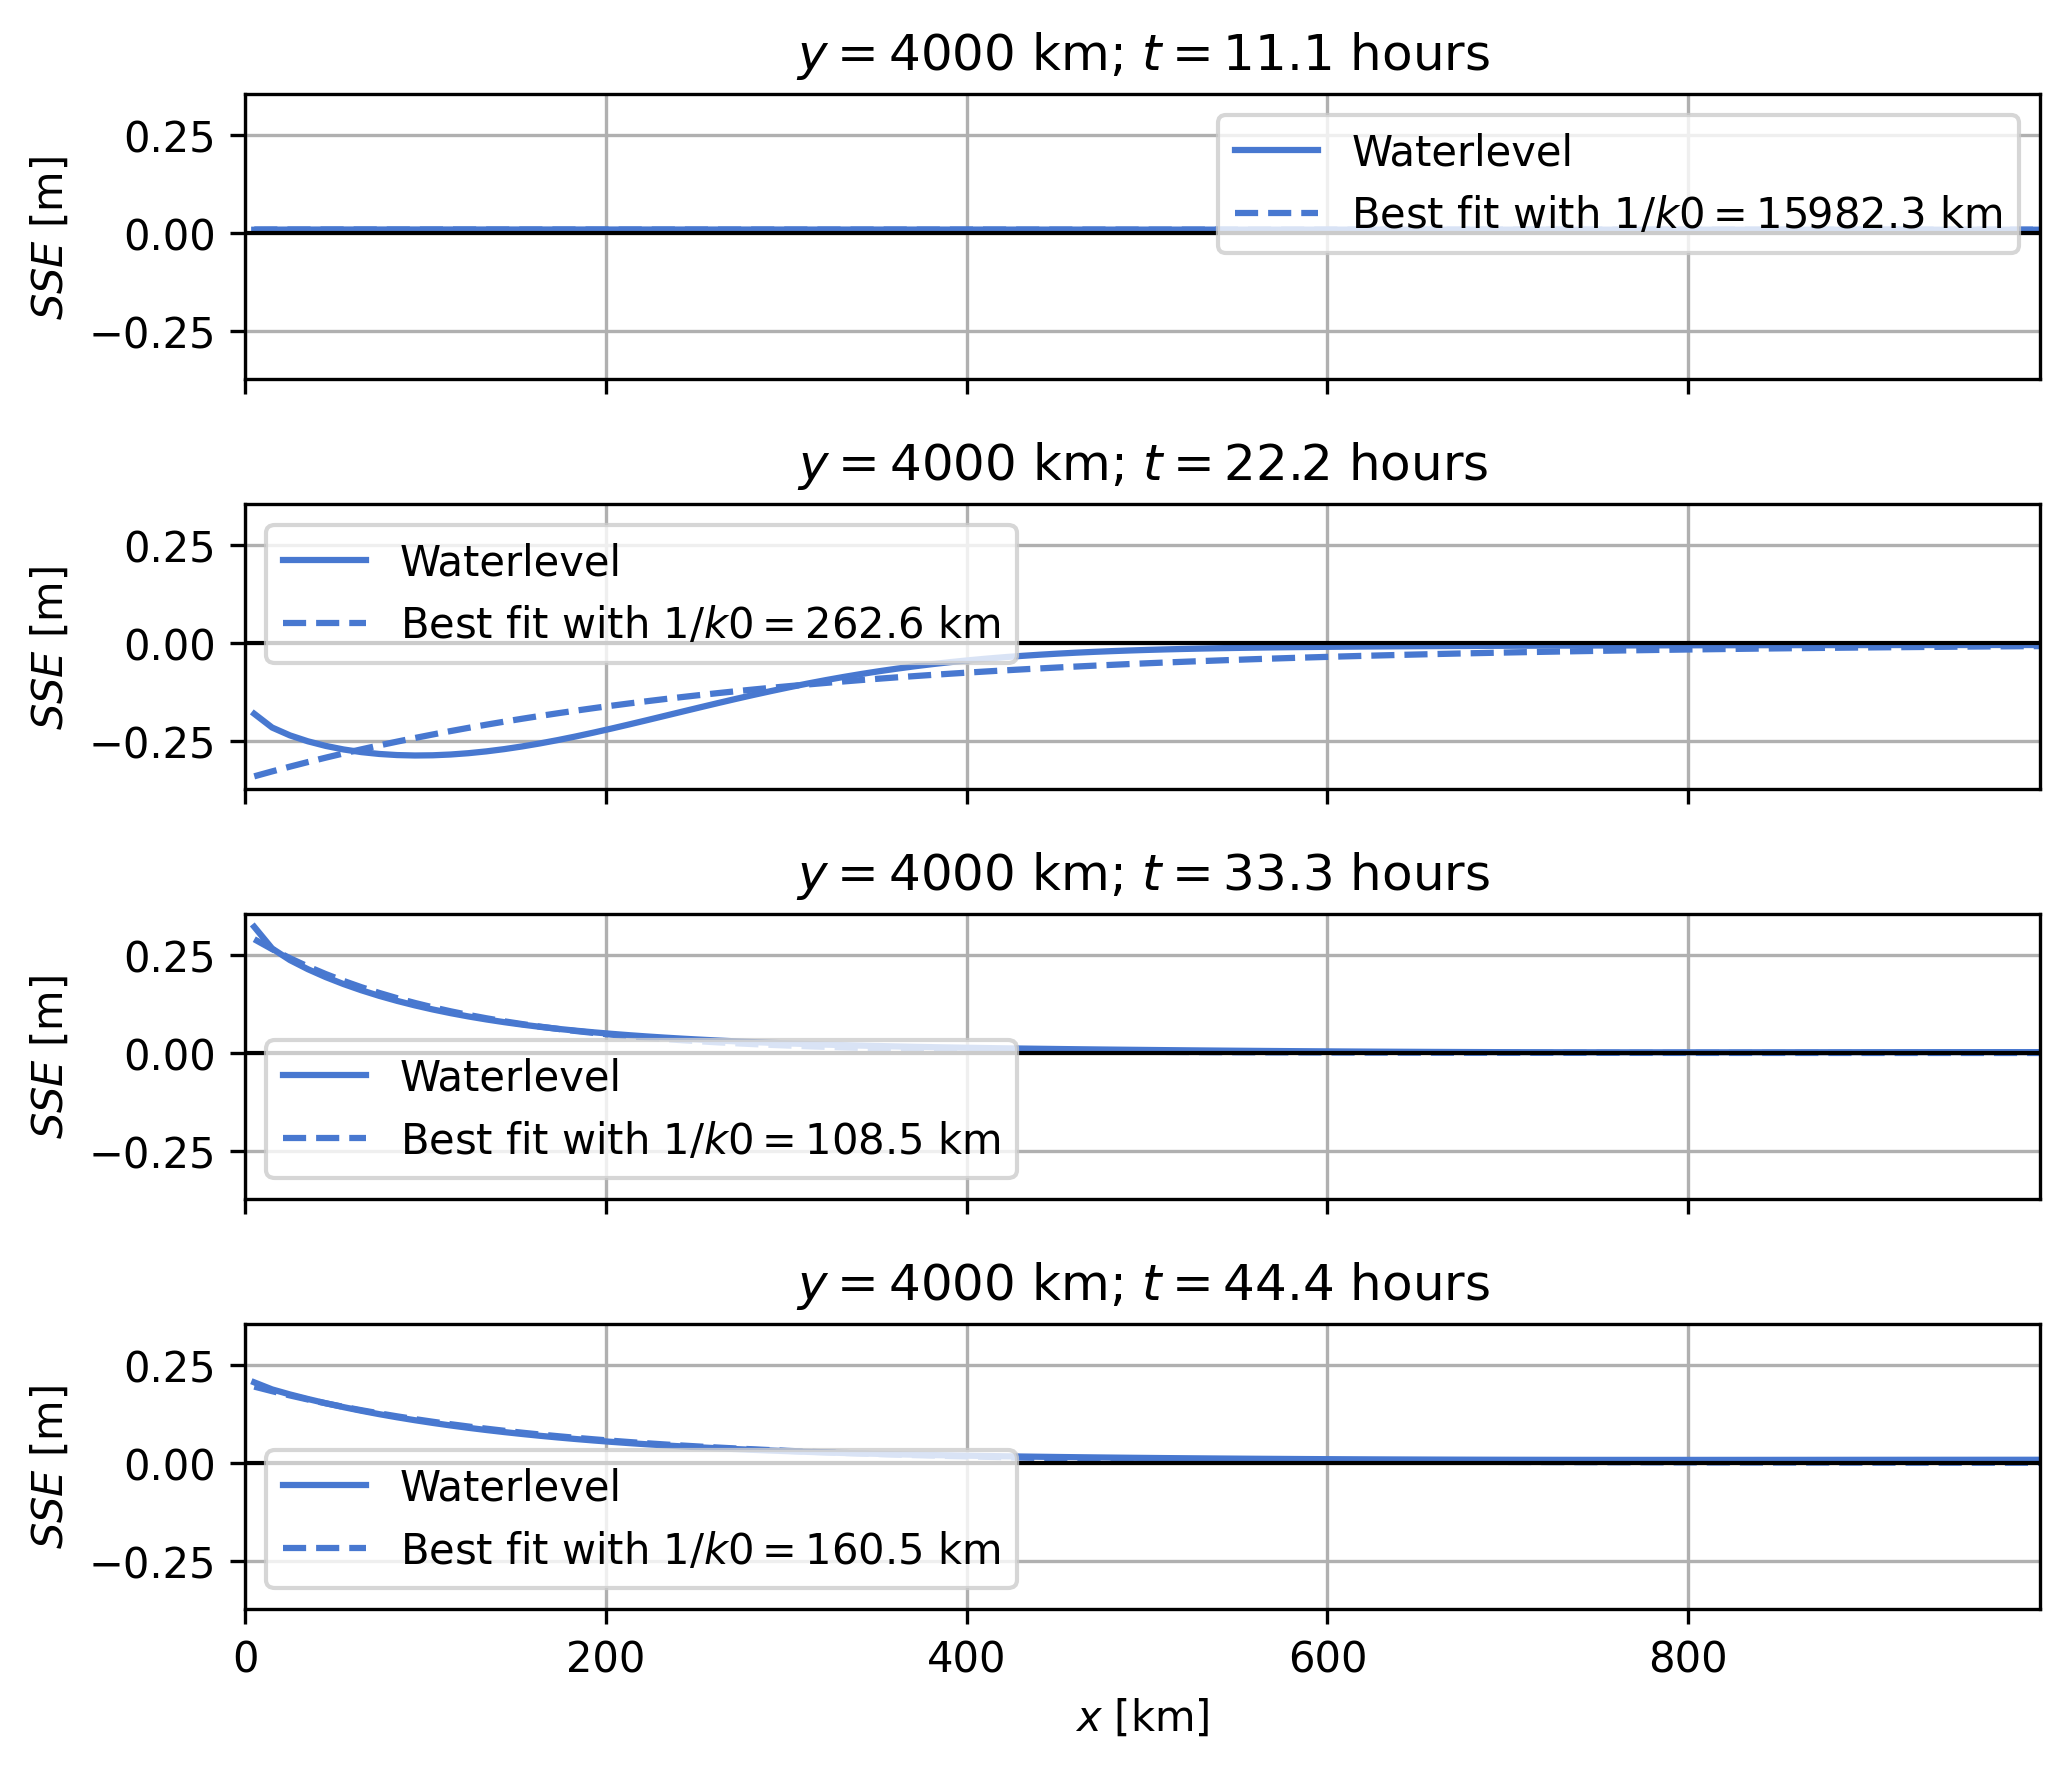 y = 4000 km; t = 11.1 hours
SSE [m]
0.25
0.00
−0.25
Waterlevel
Best fit with 1/k0 = 15982.3 km
y = 4000 km; t = 22.2 hours
SSE [m]
0.25
0.00
−0.25
Waterlevel
Best fit with 1/k0 = 262.6 km
y = 4000 km; t = 33.3 hours
SSE [m]
0.25
0.00
−0.25
Waterlevel
Best fit with 1/k0 = 108.5 km
y = 4000 km; t = 44.4 hours
SSE [m]
0.25
0.00
−0.25
Waterlevel
Best fit with 1/k0 = 160.5 km
0 200 400 600 800
x [km]